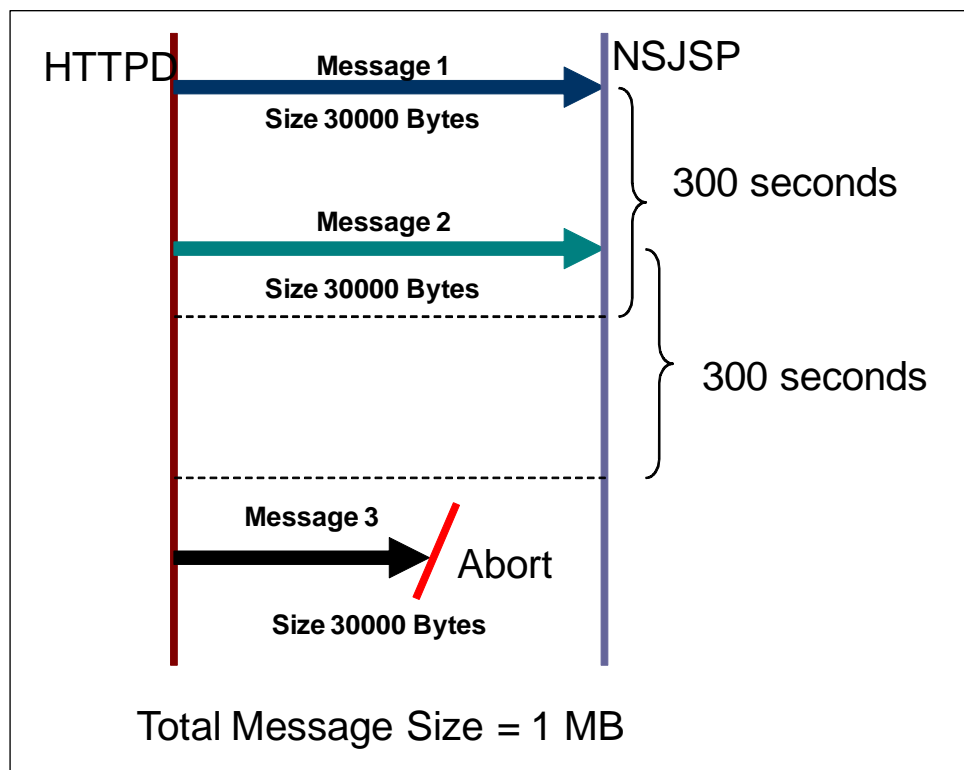 HTTPD
Message 1
NSJSP
Size 30000 Bytes
300 seconds
Message 2
Size 30000 Bytes
300 seconds
Message 3
Abort
Size 30000 Bytes
Total Message Size = 1 MB